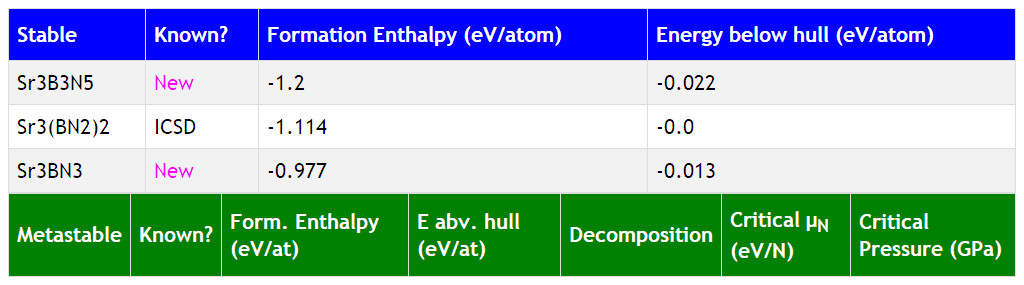 Stable Known? Formation Enthalpy (eV/atom) Energy below hull (eV/atom)
Sr3B3N5 New -1.2 -0.022
Sr3(BN2)2 ICSD -1.114 -0.0
Sr3BN3 New -0.977 -0.013
Metastable Known? Form. Enthalpy (eV/at) E abv. hull (eV/at) Decomposition Critical μN (eV/N) Critical Pressure (GPa)